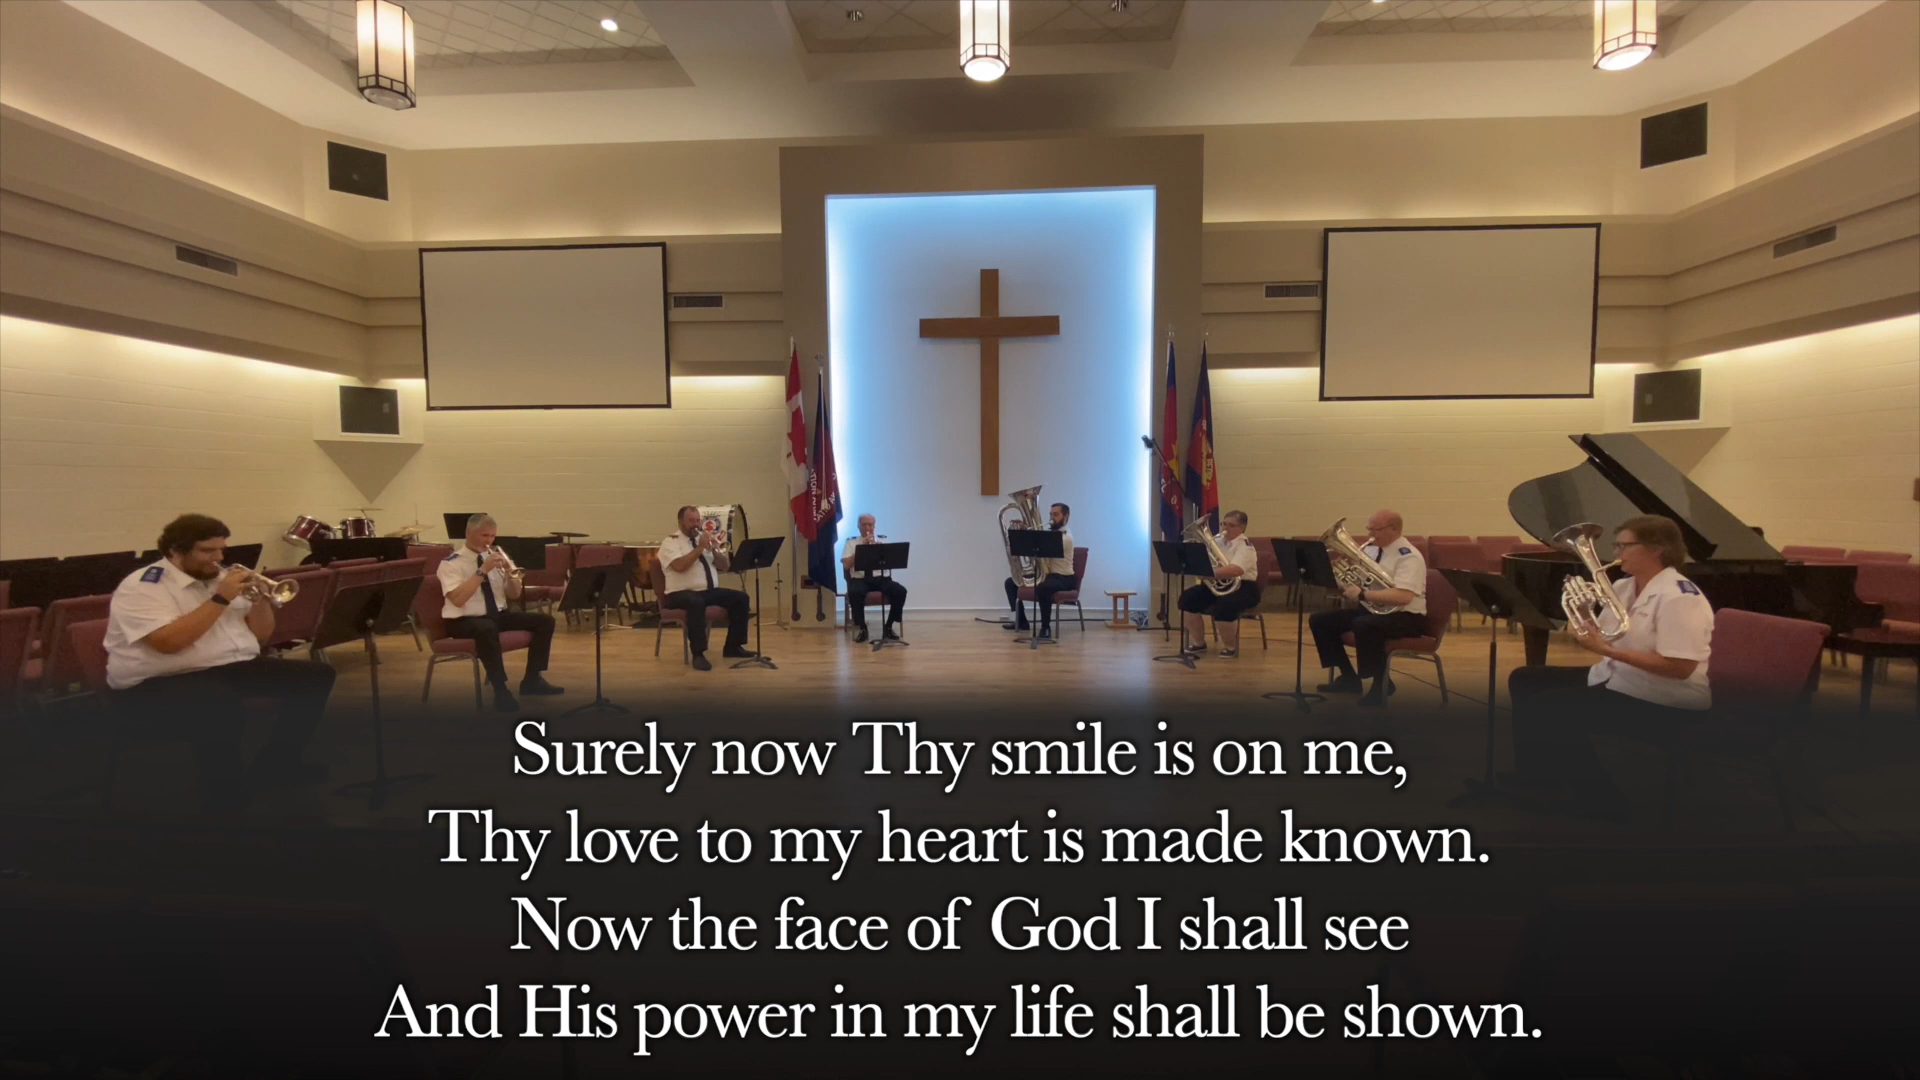 Surely now Thy smile is on me,
Thy love to my heart is made known.
Now the face of God I shall see
And His power in my life shall be shown.